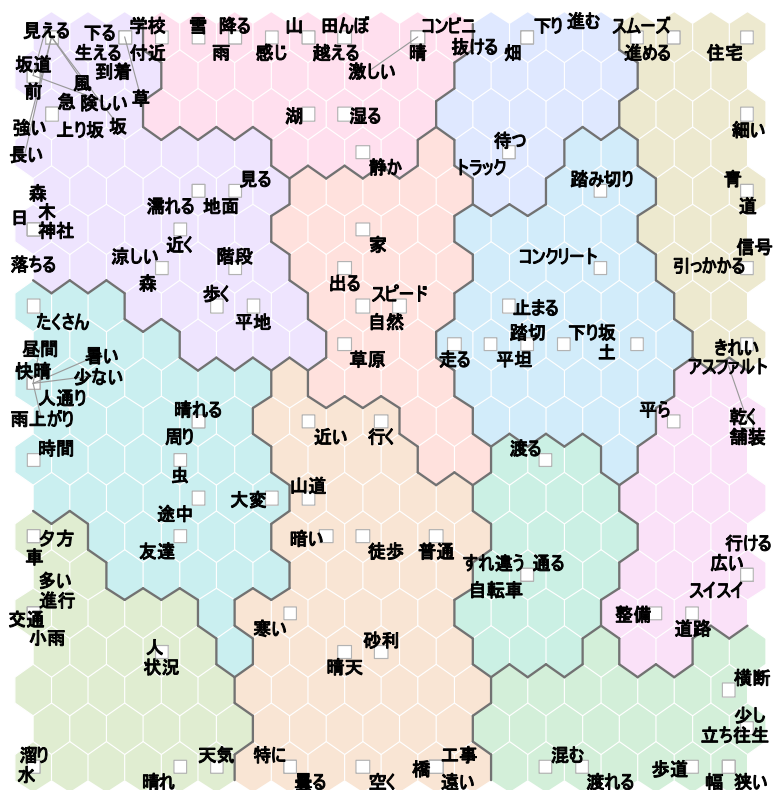 見える 下る 学校 雪 降る 山 田んぼ コンビニ 下り 進む スムーズ
生える 付近 雨 感じ 越える 晴 抜ける 畑 進める 住宅
坂道 到着 激しい
風
前 急 険しい 草
強い 上り坂 坂 湖 湿る 細い
長い 待つ
静か トラック
森 見る 踏み切り 青
木 濡れる 地面 道
日 神社
近く 家 信号
落ちる 涼しい 階段 コンクリート 引っかかる
森 出る
歩く スピード
たくさん 平地 自然 止まる
踏切 下り坂
昼間 暑い 草原 走る 平坦 土 きれい
快晴 少ない アスファルト
人通り
雨上がり 晴れる 平ら 乾く
周り 近い 行く 舗装
時間 渡る
虫
山道
途中 大変
夕方 友達 暗い 徒歩 普通 行ける
車 すれ違う 通る 広い
多い 自転車 スイスイ
進行
交通 整備
小雨 寒い 道路
人 砂利
状況 晴天
横断
少し
立ち往生
溜り 天気 特に 工事 混む
水 晴れ 曇る 空く 橋 遠い 渡れる 歩道 幅 狭い